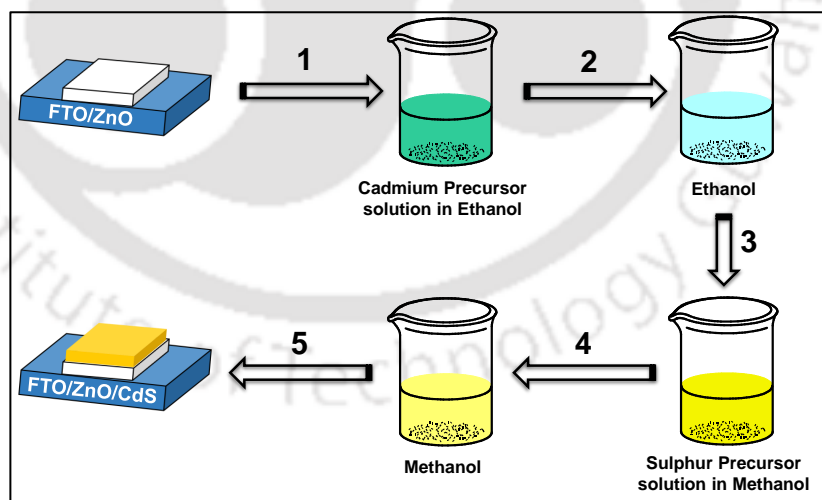 1
2
FTO/ZnO
Cadmium Precursor
solution in Ethanol
Ethanol
3
5
4
FTO/ZnO/CdS
Methanol
Sulphur Precursor
solution in Methanol